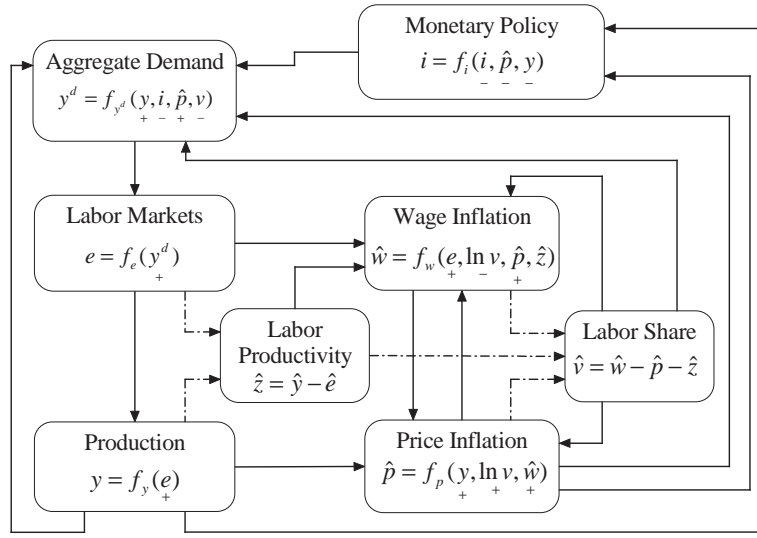 Monetary Policy
i = f_i(i, p̂, y)
− − −
Aggregate Demand
y^d = f_{y^d}(y, i, p̂, v)
+ − + −
Labor Markets
e = f_e(y^d)
+
Wage Inflation
ŵ = f_w(e, ln v, p̂, ẑ)
+ − +
Labor
Productivity
ẑ = ŷ − ê
Labor Share
v̂ = ŵ − p̂ − ẑ
Production
y = f_y(e)
+
Price Inflation
p̂ = f_p(y, ln v, ŵ)
+ + +